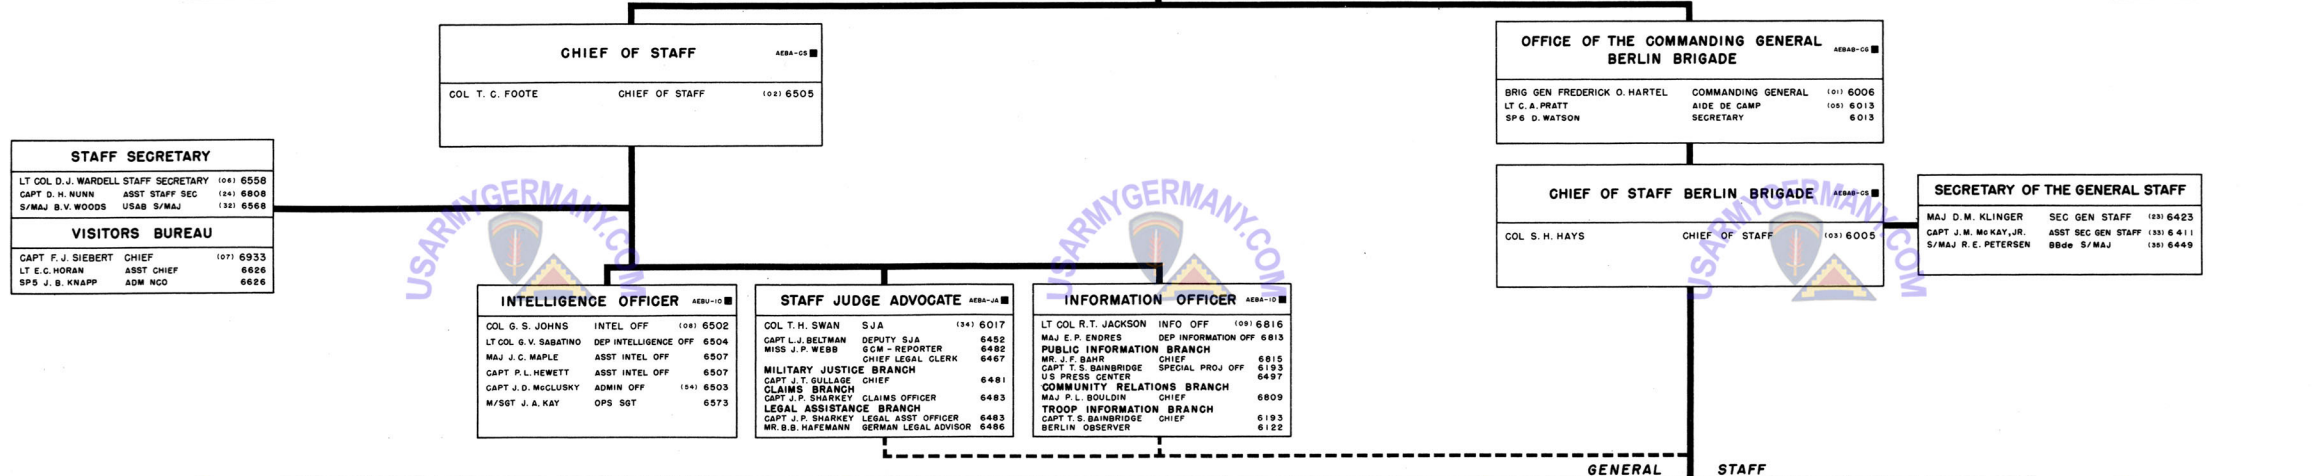 CHIEF OF STAFF AEBA-CS
COL T. C. FOOTE CHIEF OF STAFF (02) 6505
OFFICE OF THE COMMANDING GENERAL
BERLIN BRIGADE AEBAB-CG
BRIG GEN FREDERICK O. HARTEL COMMANDING GENERAL (01) 6006
LT C. A. PRATT AIDE DE CAMP (05) 6013
SP6 D. WATSON SECRETARY 6013
STAFF SECRETARY
LT COL D. J. WARDELL STAFF SECRETARY (06) 6558
CAPT D. H. NUNN ASST STAFF SEC (24) 6808
S/MAJ B. V. WOODS USAB S/MAJ (32) 6568
VISITORS BUREAU
CAPT F. J. SIEBERT CHIEF (07) 6933
LT E. C. HORAN ASST CHIEF 6626
SP5 J. B. KNAPP ADM NCO 6626
CHIEF OF STAFF BERLIN BRIGADE AEBAB-CS
COL S. H. HAYS CHIEF OF STAFF (03) 6005
SECRETARY OF THE GENERAL STAFF
MAJ D. M. KLINGER SEC GEN STAFF (23) 6423
CAPT J. M. McKAY, JR. ASST SEC GEN STAFF (33) 6411
S/MAJ R. E. PETERSEN BBde S/MAJ (35) 6449
INTELLIGENCE OFFICER AEBU-IO
COL G. S. JOHNS INTEL OFF (08) 6502
LT COL G. V. SABATINO DEP INTELLIGENCE OFF 6504
MAJ J. C. MAPLE ASST INTEL OFF 6507
CAPT P. L. HEWETT ASST INTEL OFF 6507
CAPT J. D. McCLUSKY ADMIN OFF (54) 6503
M/SGT J. A. KAY OPS SGT 6573
STAFF JUDGE ADVOCATE AEBA-JA
COL T. H. SWAN SJA (34) 6017
CAPT L. J. BELTMAN DEPUTY SJA 6452
MISS J. P. WEBB GCM - REPORTER 6482
CHIEF LEGAL CLERK 6467
MILITARY JUSTICE BRANCH
CAPT J. T. GULLAGE CHIEF 6481
CLAIMS BRANCH
CAPT J. P. SHARKEY CLAIMS OFFICER 6483
LEGAL ASSISTANCE BRANCH
CAPT J. P. SHARKEY LEGAL ASST OFFICER 6483
MR. B. B. HAFEMANN GERMAN LEGAL ADVISOR 6486
INFORMATION OFFICER AEBA-IO
LT COL R. T. JACKSON INFO OFF (09) 6816
MAJ E. P. ENDRES DEP INFORMATION OFF 6813
PUBLIC INFORMATION BRANCH
MR. J. F. BAHR CHIEF 6815
CAPT T. S. BAINBRIDGE SPECIAL PROJ OFF 6193
US PRESS CENTER 6497
COMMUNITY RELATIONS BRANCH
MAJ P. L. BOULDIN CHIEF 6809
TROOP INFORMATION BRANCH
CAPT T. S. BAINBRIDGE CHIEF 6193
BERLIN OBSERVER 6122
GENERAL STAFF
USARMYGERMANY.COM
USARMYGERMANY.COM
USARMYGERMANY.COM